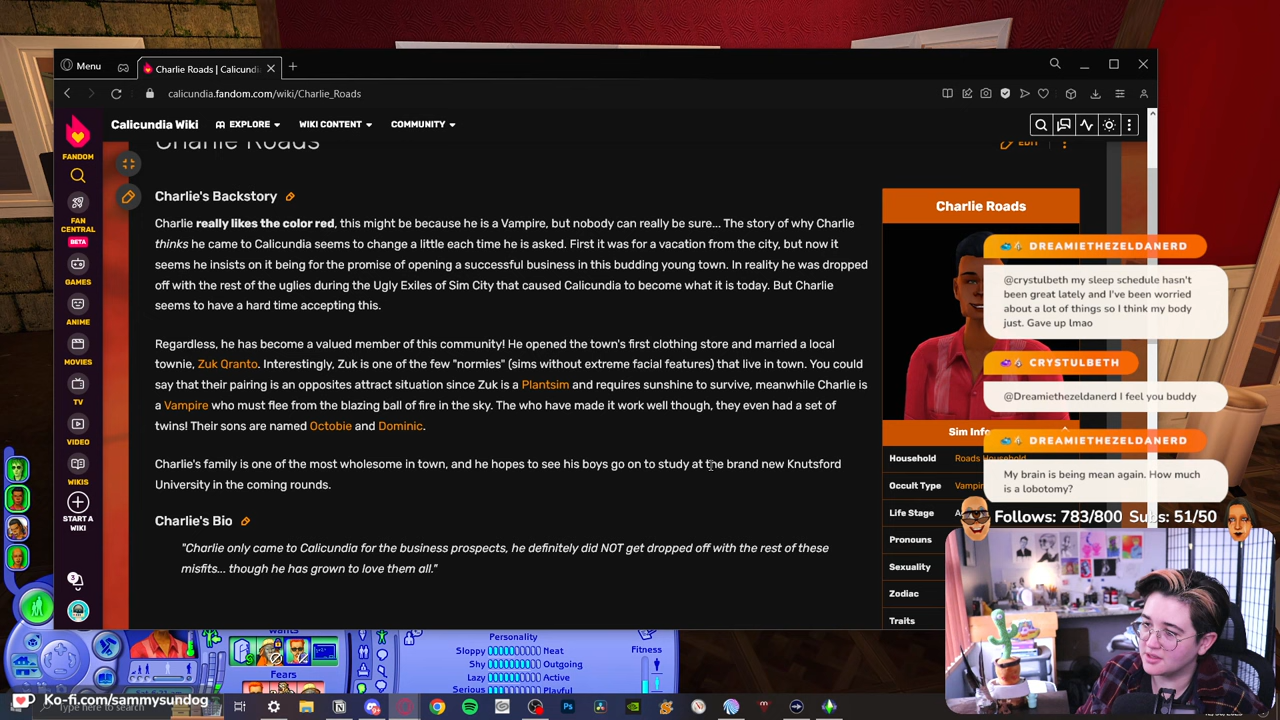 Menu
Charlie Roads | Calicundi
calicundia.fandom.com/wiki/Charlie_Roads
FANDOM
Calicundia Wiki
EXPLORE
WIKI CONTENT
COMMUNITY
Charlie Roads
EDIT
FAN CENTRAL
BETA
GAMES
ANIME
MOVIES
TV
VIDEO
WIKIS
START A WIKI
Charlie's Backstory
Charlie really likes the color red, this might be because he is a Vampire, but nobody can really be sure... The story of why Charlie
thinks he came to Calicundia seems to change a little each time he is asked. First it was for a vacation from the city, but now it
seems he insists on it being for the promise of opening a successful business in this budding young town. In reality he was dropped
off with the rest of the uglies during the Ugly Exiles of Sim City that caused Calicundia to become what it is today. But Charlie
seems to have a hard time accepting this.
Regardless, he has become a valued member of this community! He opened the town's first clothing store and married a local
townie, Zuk Qranto. Interestingly, Zuk is one of the few "normies" (sims without extreme facial features) that live in town. You could
say that their pairing is an opposites attract situation since Zuk is a Plantsim and requires sunshine to survive, meanwhile Charlie is
a Vampire who must flee from the blazing ball of fire in the sky. The who have made it work well though, they even had a set of
twins! Their sons are named Octobie and Dominic.
Charlie's family is one of the most wholesome in town, and he hopes to see his boys go on to study at the brand new Knutsford
University in the coming rounds.
Charlie's Bio
"Charlie only came to Calicundia for the business prospects, he definitely did NOT get dropped off with the rest of these
misfits... though he has grown to love them all."
Charlie Roads
Sim Info
Household
Roads Household
Occult Type
Vampire
Life Stage
Pronouns
Sexuality
Zodiac
Traits
DREAMIETHEZELDANERD
@crystulbeth my sleep schedule hasn't
been great lately and I've been worried
about a lot of things so I think my body
just. Gave up lmao
CRYSTULBETH
@Dreamiethezeldanerd I feel you buddy
DREAMIETHEZELDANERD
My brain is being mean again. How much
is a lobotomy?
Follows: 783/800 Subs: 51/50
Wants
Fears
Personality
Sloppy Neat
Shy Outgoing
Lazy Active
Serious Playful
Fitness
Ko-fi.com/sammysundog
Type here to search